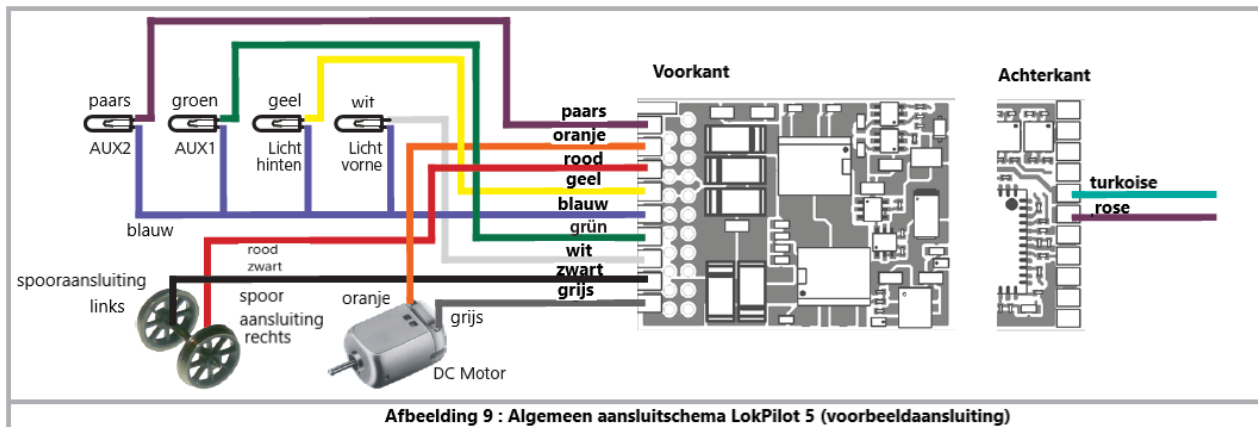 Voorkant
Achterkant
paars
groen
geel
wit
AUX2
AUX1
Licht
hinten
Licht
vorne
blauw
paars
oranje
rood
geel
blauw
grün
wit
zwart
grijs
turkoise
,rose
rood
zwart
spooraansluiting
links
spoor
aansluiting
rechts
oranje
grijs
DC Motor
Afbeelding 9 : Algemeen aansluitschema LokPilot 5 (voorbeeldaansluiting)